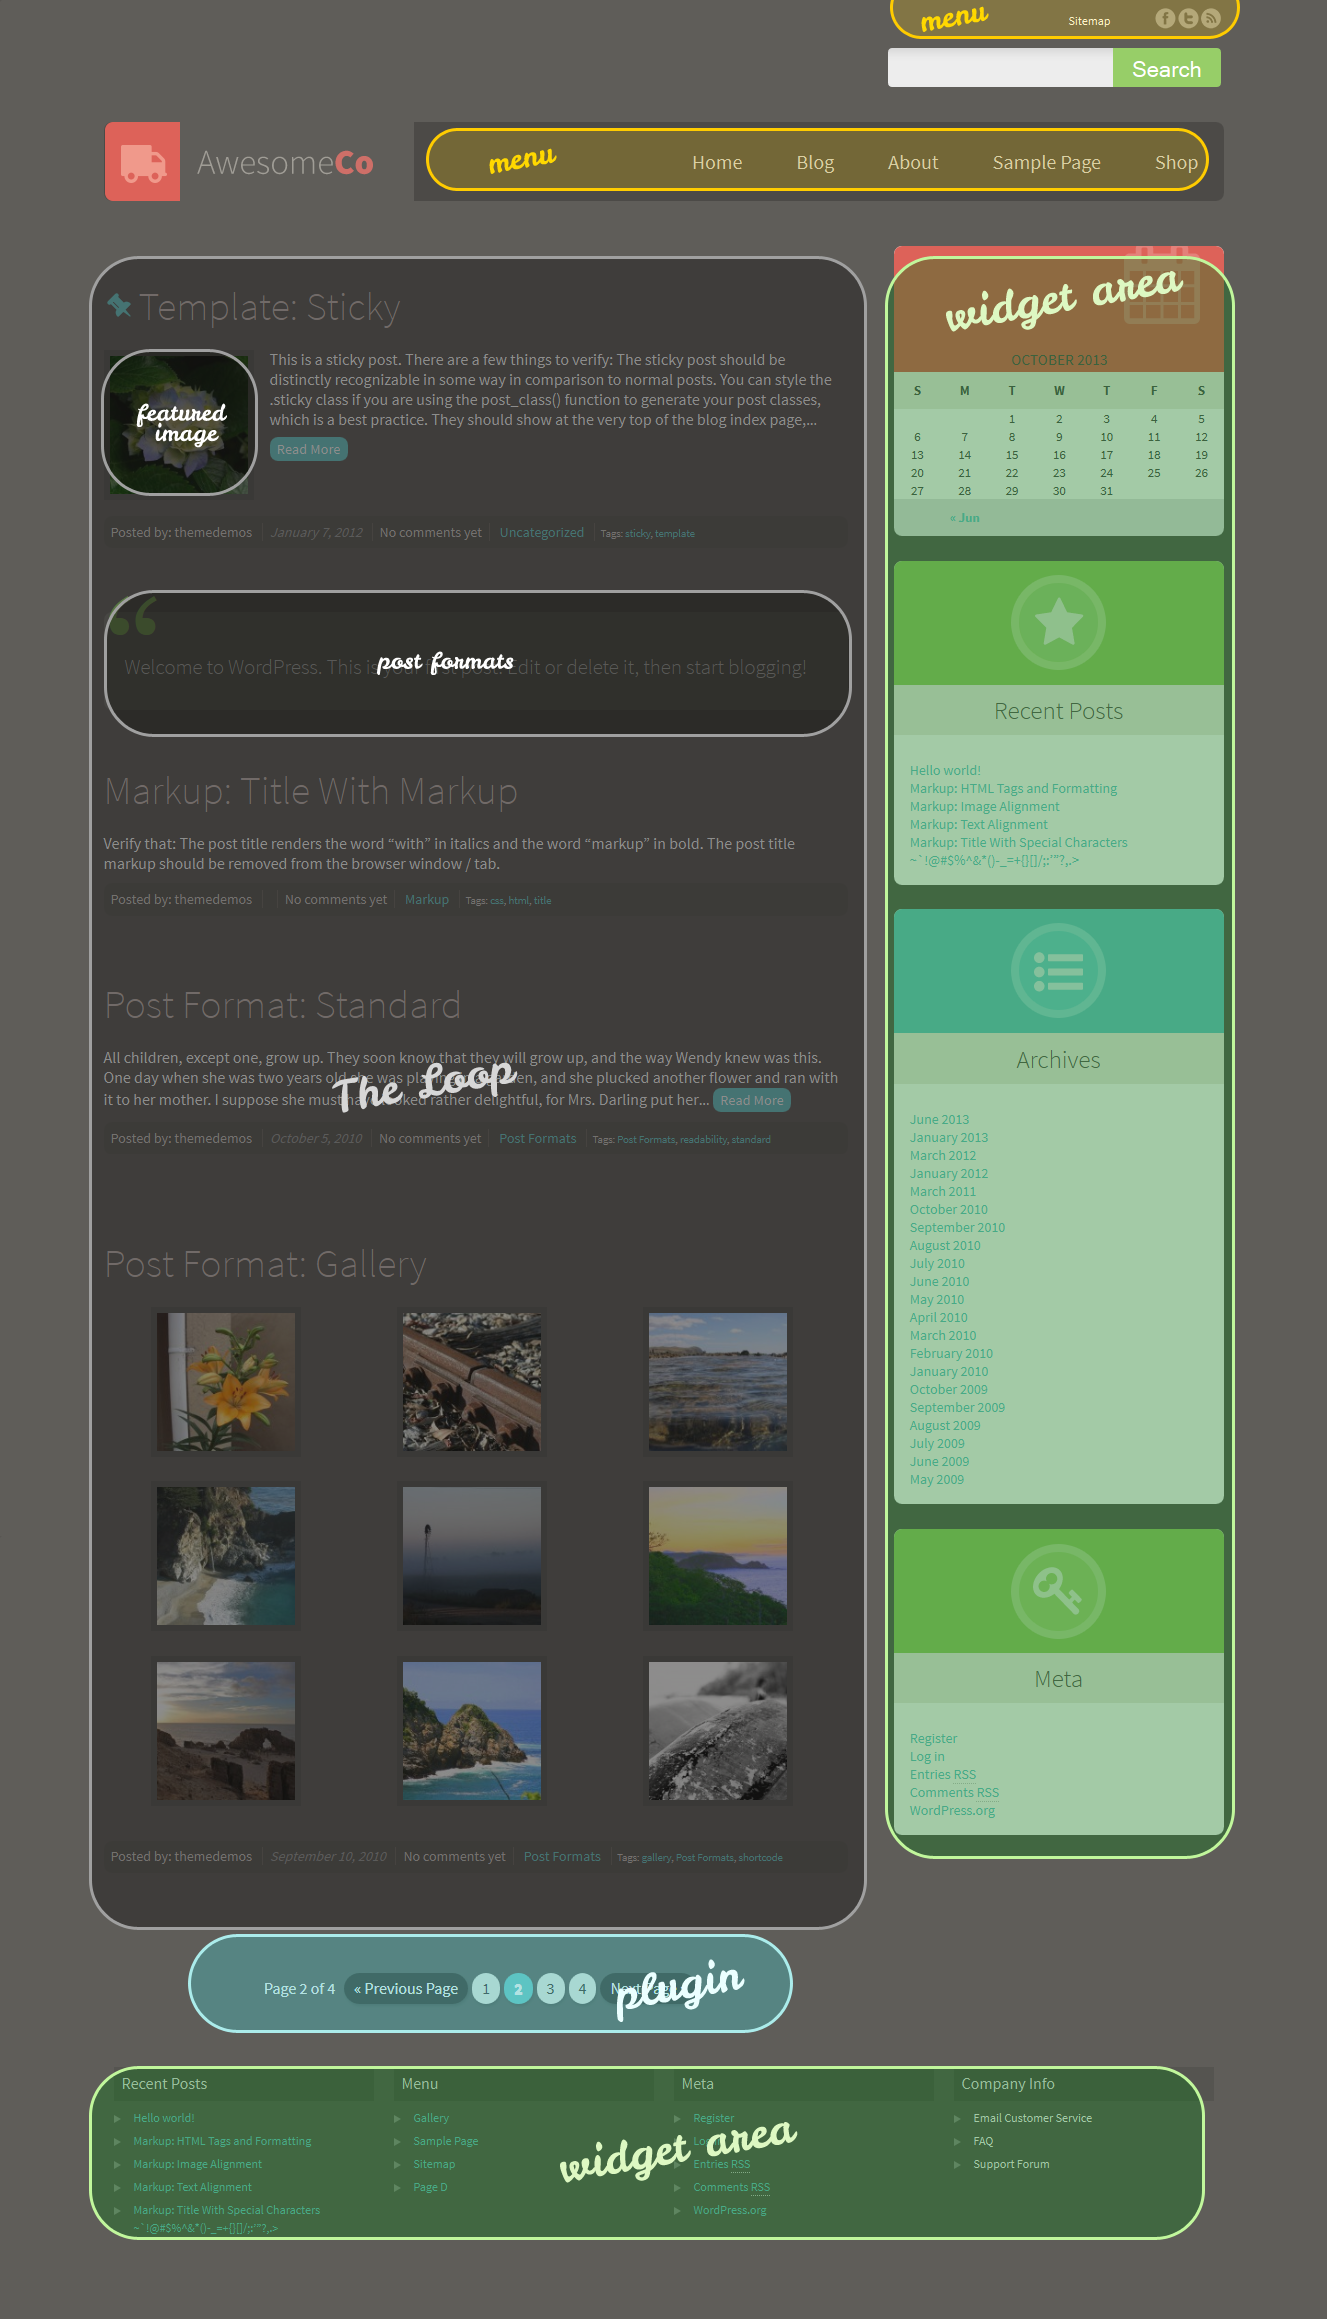 menu
Sitemap
Search
AwesomeCo
menu
Home Blog About Sample Page Shop
Template: Sticky
This is a sticky post. There are a few things to verify: The sticky post should be
distinctly recognizable in some way in comparison to normal posts. You can style the
.sticky class if you are using the post_class() function to generate your post classes,
which is a best practice. They should show at the very top of the blog index page,...
Read More
featured
image
Posted by: themedemos January 7, 2012 No comments yet Uncategorized Tags: sticky, template
“
Welcome to WordPress. This is your first post. Edit or delete it, then start blogging!
post formats
Markup: Title With Markup
Verify that: The post title renders the word “with” in italics and the word “markup” in bold. The post title
markup should be removed from the browser window / tab.
Posted by: themedemos No comments yet Markup Tags: css, html, title
Post Format: Standard
All children, except one, grow up. They soon know that they will grow up, and the way Wendy knew was this.
One day when she was two years old she was playing in a garden, and she plucked another flower and ran with
it to her mother. I suppose she must have looked rather delightful, for Mrs. Darling put her... Read More
The Loop
Posted by: themedemos October 5, 2010 No comments yet Post Formats Tags: Post Formats, readability, standard
Post Format: Gallery
Posted by: themedemos September 10, 2010 No comments yet Post Formats Tags: gallery, Post Formats, shortcode
Page 2 of 4 « Previous Page 1 2 3 4 Next Page
plugin
widget area
OCTOBER 2013
S M T W T F S
1 2 3 4 5
6 7 8 9 10 11 12
13 14 15 16 17 18 19
20 21 22 23 24 25 26
27 28 29 30 31
« Jun
Recent Posts
Hello world!
Markup: HTML Tags and Formatting
Markup: Image Alignment
Markup: Text Alignment
Markup: Title With Special Characters
~`!@#$%^&*()-_=+{}[]/;:'"?,.>
Archives
June 2013
January 2013
March 2012
January 2012
March 2011
October 2010
September 2010
August 2010
July 2010
June 2010
May 2010
April 2010
March 2010
February 2010
January 2010
October 2009
September 2009
August 2009
July 2009
June 2009
May 2009
Meta
Register
Log in
Entries RSS
Comments RSS
WordPress.org
Recent Posts
Hello world!
Markup: HTML Tags and Formatting
Markup: Image Alignment
Markup: Text Alignment
Markup: Title With Special Characters
~`!@#$%^&*()-_=+{}[]/;:'"?,.>
Menu
Gallery
Sample Page
Sitemap
Page D
widget area
Meta
Register
Entries RSS
Comments RSS
WordPress.org
Company Info
Email Customer Service
FAQ
Support Forum